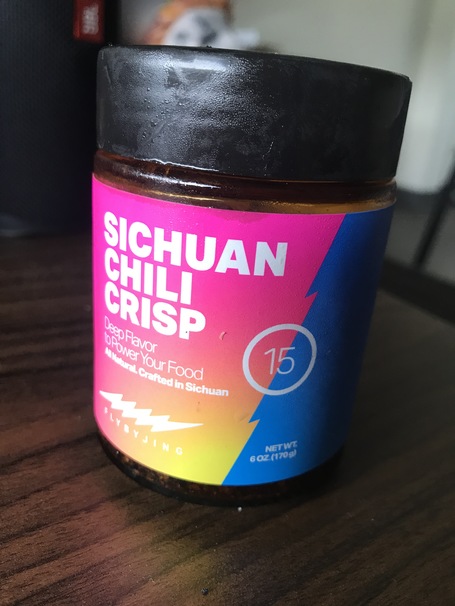 SICHUAN
CHILI
CRISP
Deep Flavor
to Power Your Food
All Natural. Crafted in Sichuan
15
FLYBYJING
NET WT.
6 OZ. (170g)